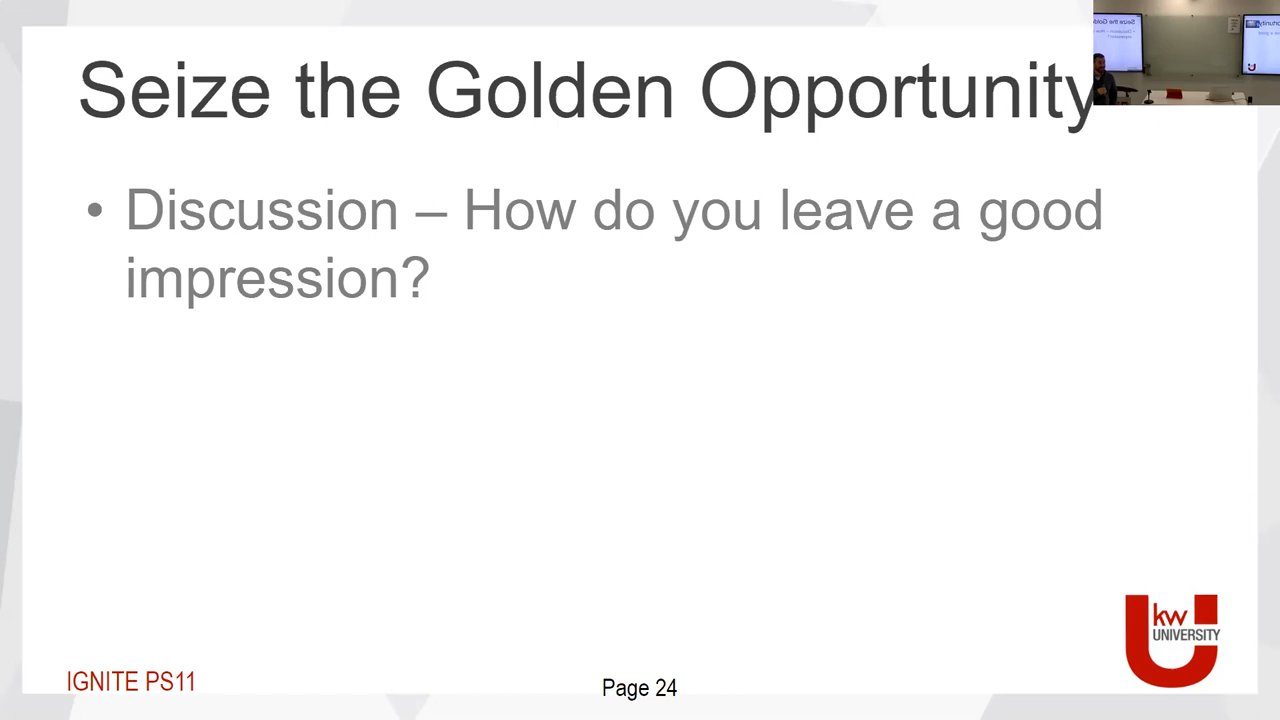 Seize the Golden Opportunity
• Discussion – How do you leave a good
impression?
kw
UNIVERSITY
IGNITE PS11
Page 24